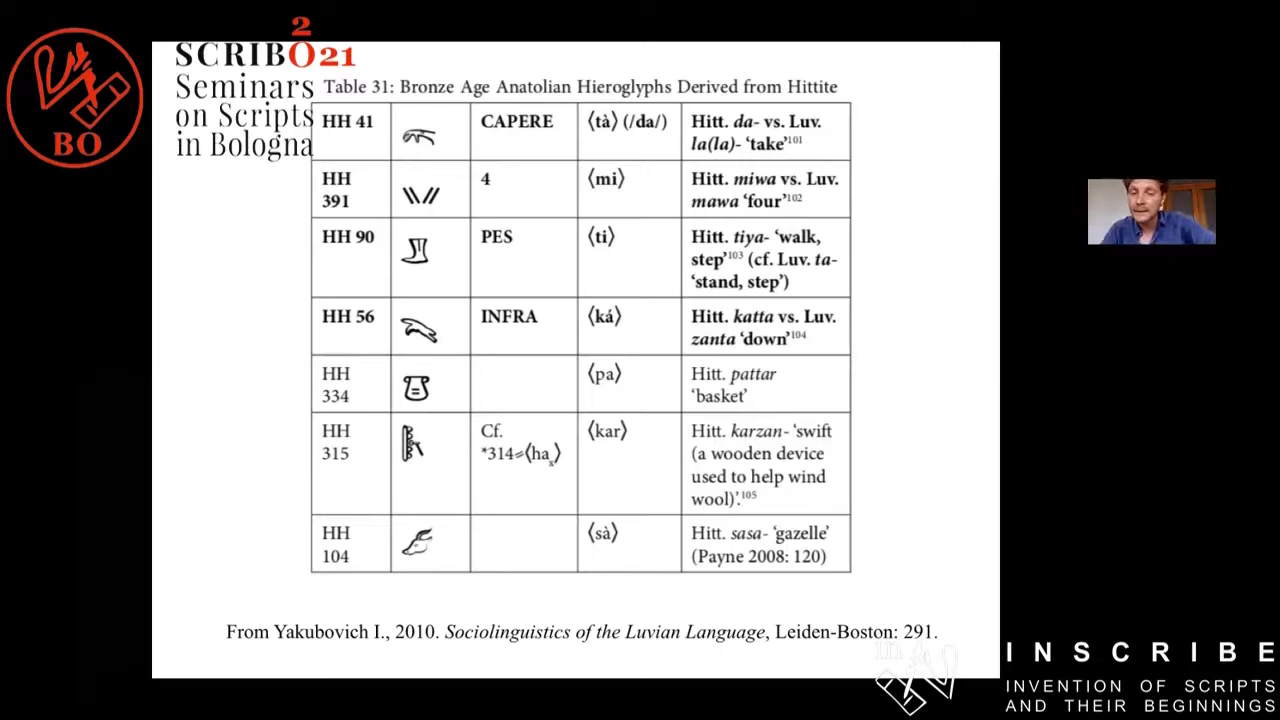 2
SCRIBO21
Seminars
on Scripts
in Bologna
BO
Table 31: Bronze Age Anatolian Hieroglyphs Derived from Hittite
HH 41 CAPERE ⟨tà⟩ (/da/) Hitt. da- vs. Luv.
la(la)- ‘take’101
HH 4 ⟨mi⟩ Hitt. miwa vs. Luv.
391 mawa ‘four’102
HH 90 PES ⟨ti⟩ Hitt. tiya- ‘walk,
step’103 (cf. Luv. ta-
‘stand, step’)
HH 56 INFRA ⟨ká⟩ Hitt. katta vs. Luv.
zanta ‘down’104
HH ⟨pa⟩ Hitt. pattar
334 ‘basket’
HH Cf. ⟨kar⟩ Hitt. karzan- ‘swift
315 *314=⟨hax⟩ (a wooden device
used to help wind
wool)’.105
HH ⟨sà⟩ Hitt. sasa- ‘gazelle’
104 (Payne 2008: 120)
From Yakubovich I., 2010. Sociolinguistics of the Luvian Language, Leiden-Boston: 291.
INSCRIBE
INVENTION OF SCRIPTS
AND THEIR BEGINNINGS